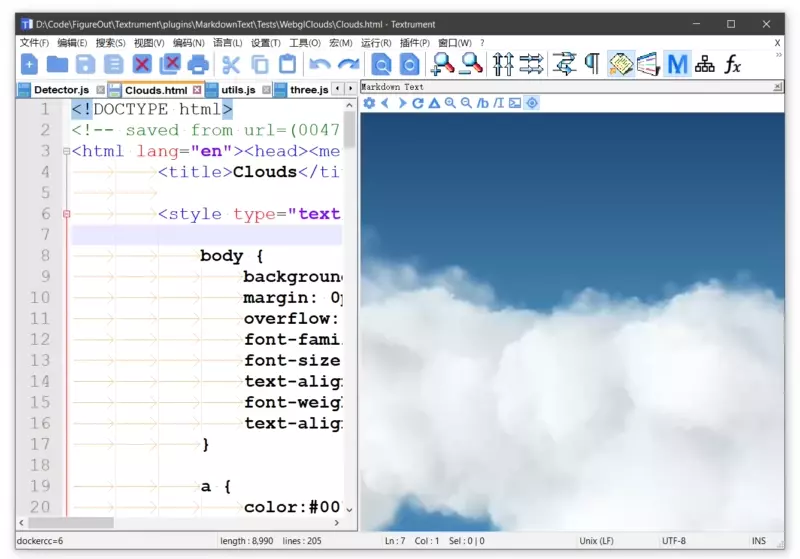 D:\Code\FigureOut\Textrument\plugins\MarkdownText\Tests\WebglClouds\Clouds.html - Textrument
文件(F) 编辑(E) 搜索(S) 视图(V) 编码(N) 语言(L) 设置(T) 工具(O) 宏(M) 运行(R) 插件(P) 窗口(W) ? X
M fx
Detector.js Clouds.html utils.js three.js
Markdown Text
/b /I
1 <!DOCTYPE html>
2 <!-- saved from url=(0047
3 <html lang="en"><head><me
4 <title>Clouds</ti
5
6 <style type="text
7
8 body {
9 background
10 margin: 0p
11 overflow:
12 font-fami
13 font-size
14 text-alig
15 font-weig
16 text-alig
17 }
18
19 a {
20 color:#00
dockercc=6 length : 8,990 lines : 205 Ln : 7 Col : 1 Sel : 0 | 0 Unix (LF) UTF-8 INS